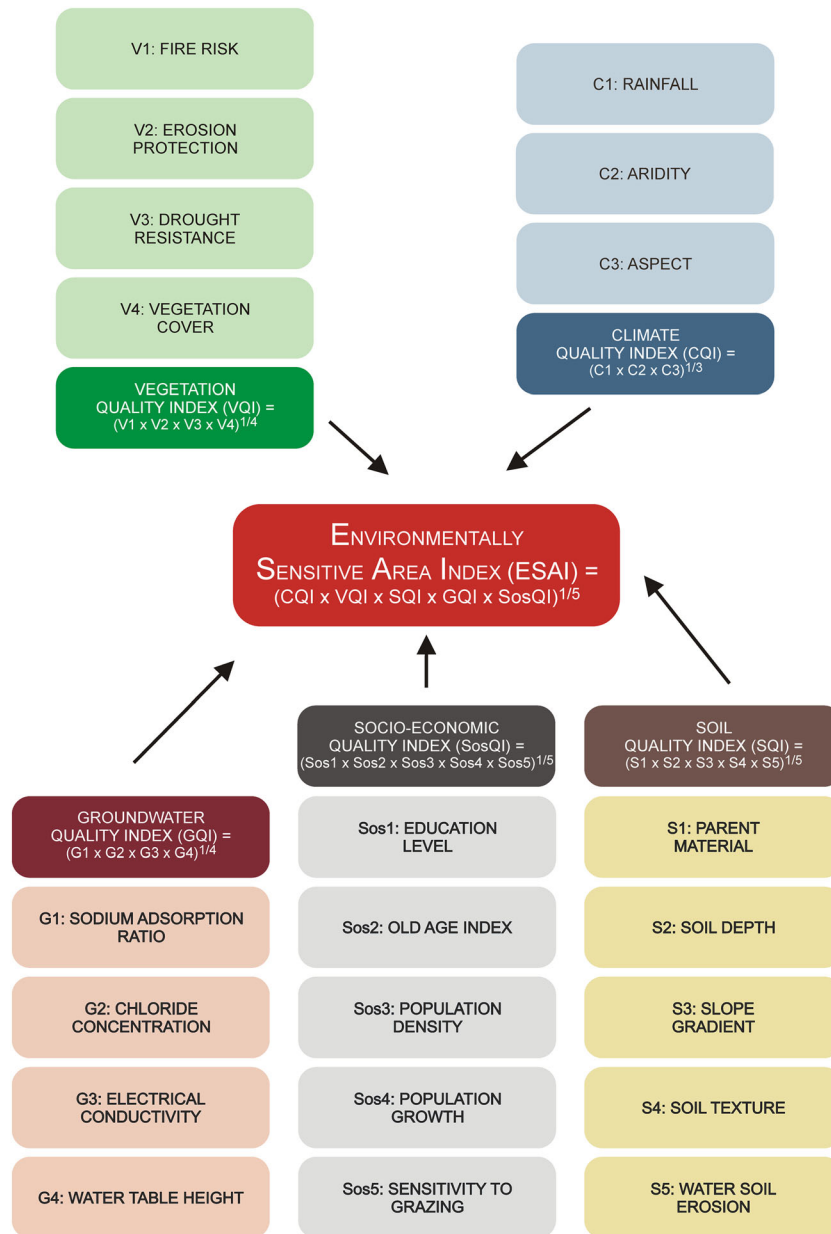 V1: FIRE RISK
V2: EROSION
PROTECTION
V3: DROUGHT
RESISTANCE
V4: VEGETATION
COVER
VEGETATION
QUALITY INDEX (VQI) =
(V1 x V2 x V3 x V4)1/4
C1: RAINFALL
C2: ARIDITY
C3: ASPECT
CLIMATE
QUALITY INDEX (CQI) =
(C1 x C2 x C3)1/3
ENVIRONMENTALLY
SENSITIVE AREA INDEX (ESAI) =
(CQI x VQI x SQI x GQI x SosQI)1/5
GROUNDWATER
QUALITY INDEX (GQI) =
(G1 x G2 x G3 x G4)1/4
G1: SODIUM ADSORPTION
RATIO
G2: CHLORIDE
CONCENTRATION
G3: ELECTRICAL
CONDUCTIVITY
G4: WATER TABLE HEIGHT
SOCIO-ECONOMIC
QUALITY INDEX (SosQI) =
(Sos1 x Sos2 x Sos3 x Sos4 x Sos5)1/5
Sos1: EDUCATION
LEVEL
Sos2: OLD AGE INDEX
Sos3: POPULATION
DENSITY
Sos4: POPULATION
GROWTH
Sos5: SENSITIVITY TO
GRAZING
SOIL
QUALITY INDEX (SQI) =
(S1 x S2 x S3 x S4 x S5)1/5
S1: PARENT
MATERIAL
S2: SOIL DEPTH
S3: SLOPE
GRADIENT
S4: SOIL TEXTURE
S5: WATER SOIL
EROSION